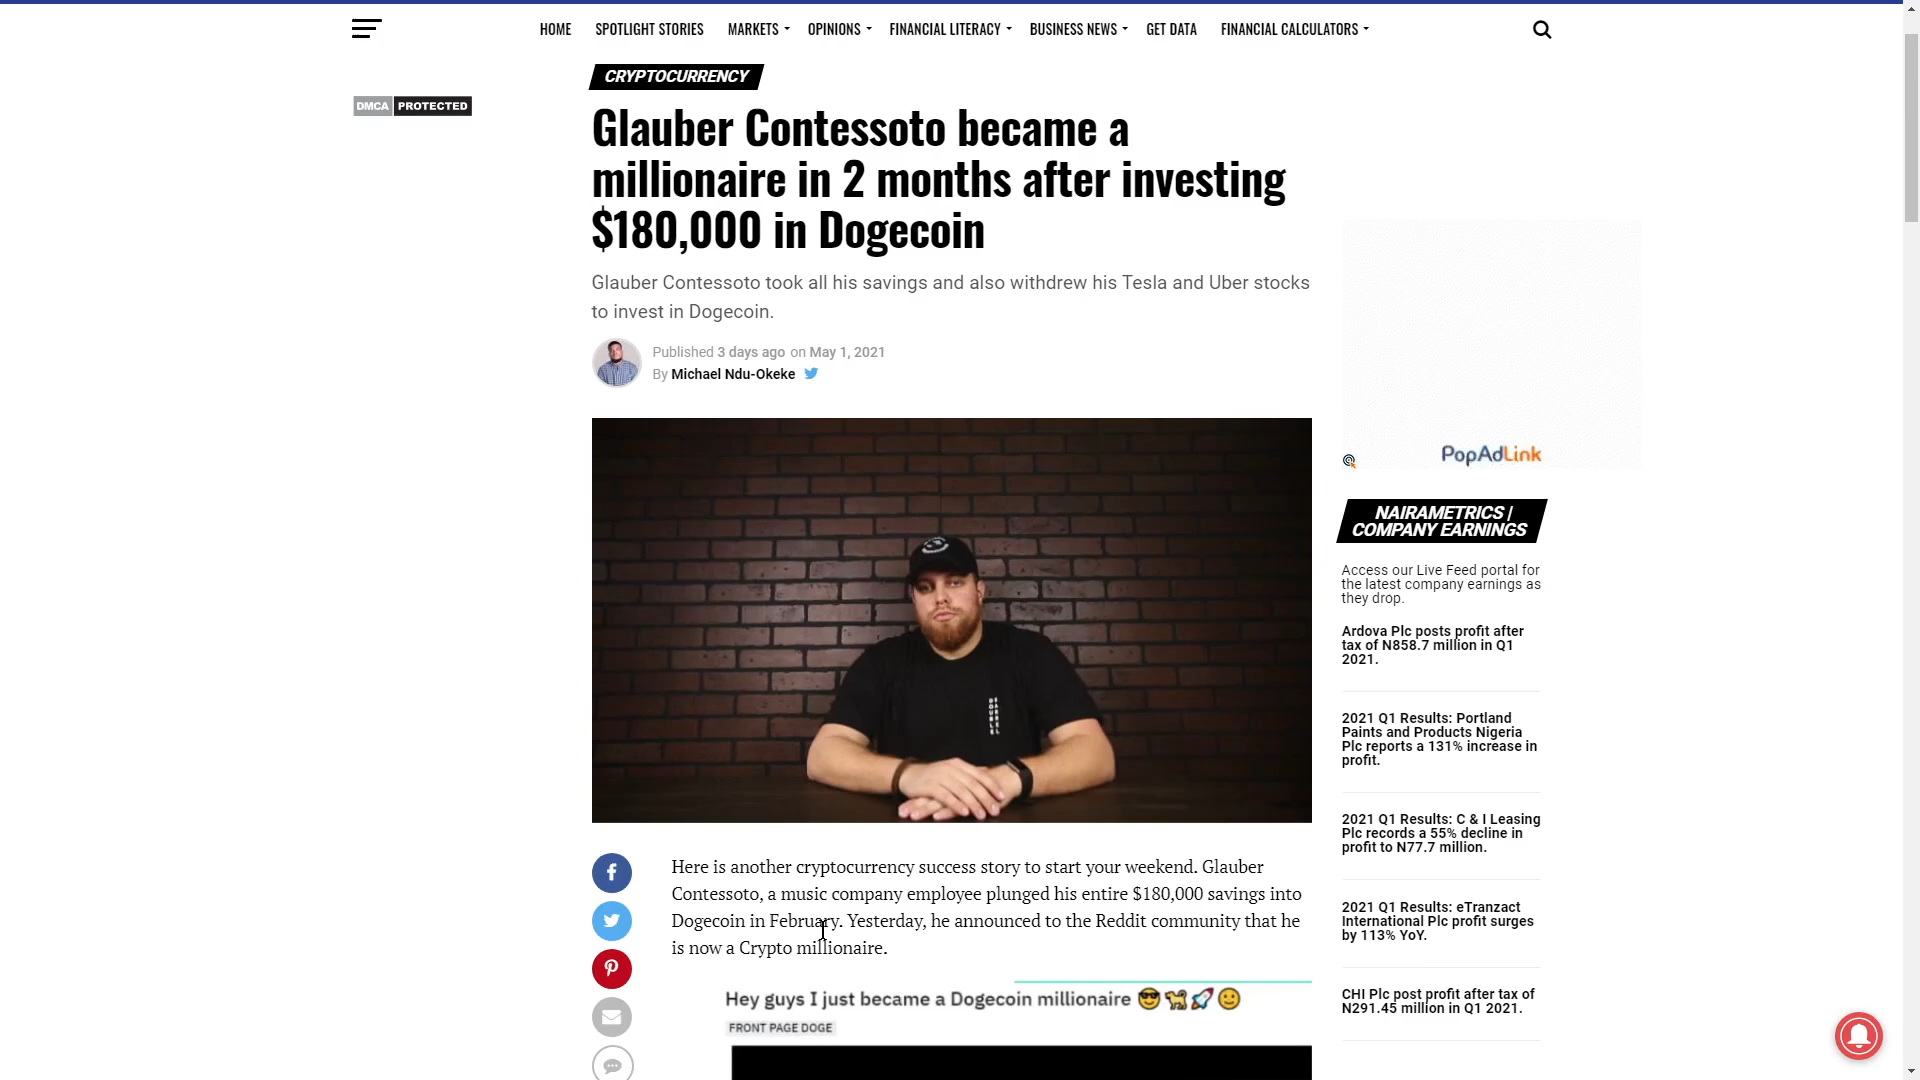 HOME SPOTLIGHT STORIES MARKETS OPINIONS FINANCIAL LITERACY BUSINESS NEWS GET DATA FINANCIAL CALCULATORS
CRYPTOCURRENCY
DMCA PROTECTED
Glauber Contessoto became a
millionaire in 2 months after investing
$180,000 in Dogecoin
Glauber Contessoto took all his savings and also withdrew his Tesla and Uber stocks
to invest in Dogecoin.
Published 3 days ago on May 1, 2021
By Michael Ndu-Okeke
DOUBLE
BARREL
Here is another cryptocurrency success story to start your weekend. Glauber
Contessoto, a music company employee plunged his entire $180,000 savings into
Dogecoin in February. Yesterday, he announced to the Reddit community that he
is now a Crypto millionaire.
Hey guys I just became a Dogecoin millionaire 😎🐕🚀🙂
FRONT PAGE DOGE
PopAdLink
NAIRAMETRICS |
COMPANY EARNINGS
Access our Live Feed portal for
the latest company earnings as
they drop.
Ardova Plc posts profit after
tax of N858.7 million in Q1
2021.
2021 Q1 Results: Portland
Paints and Products Nigeria
Plc reports a 131% increase in
profit.
2021 Q1 Results: C & I Leasing
Plc records a 55% decline in
profit to N77.7 million.
2021 Q1 Results: eTranzact
International Plc profit surges
by 113% YoY.
CHI Plc post profit after tax of
N291.45 million in Q1 2021.